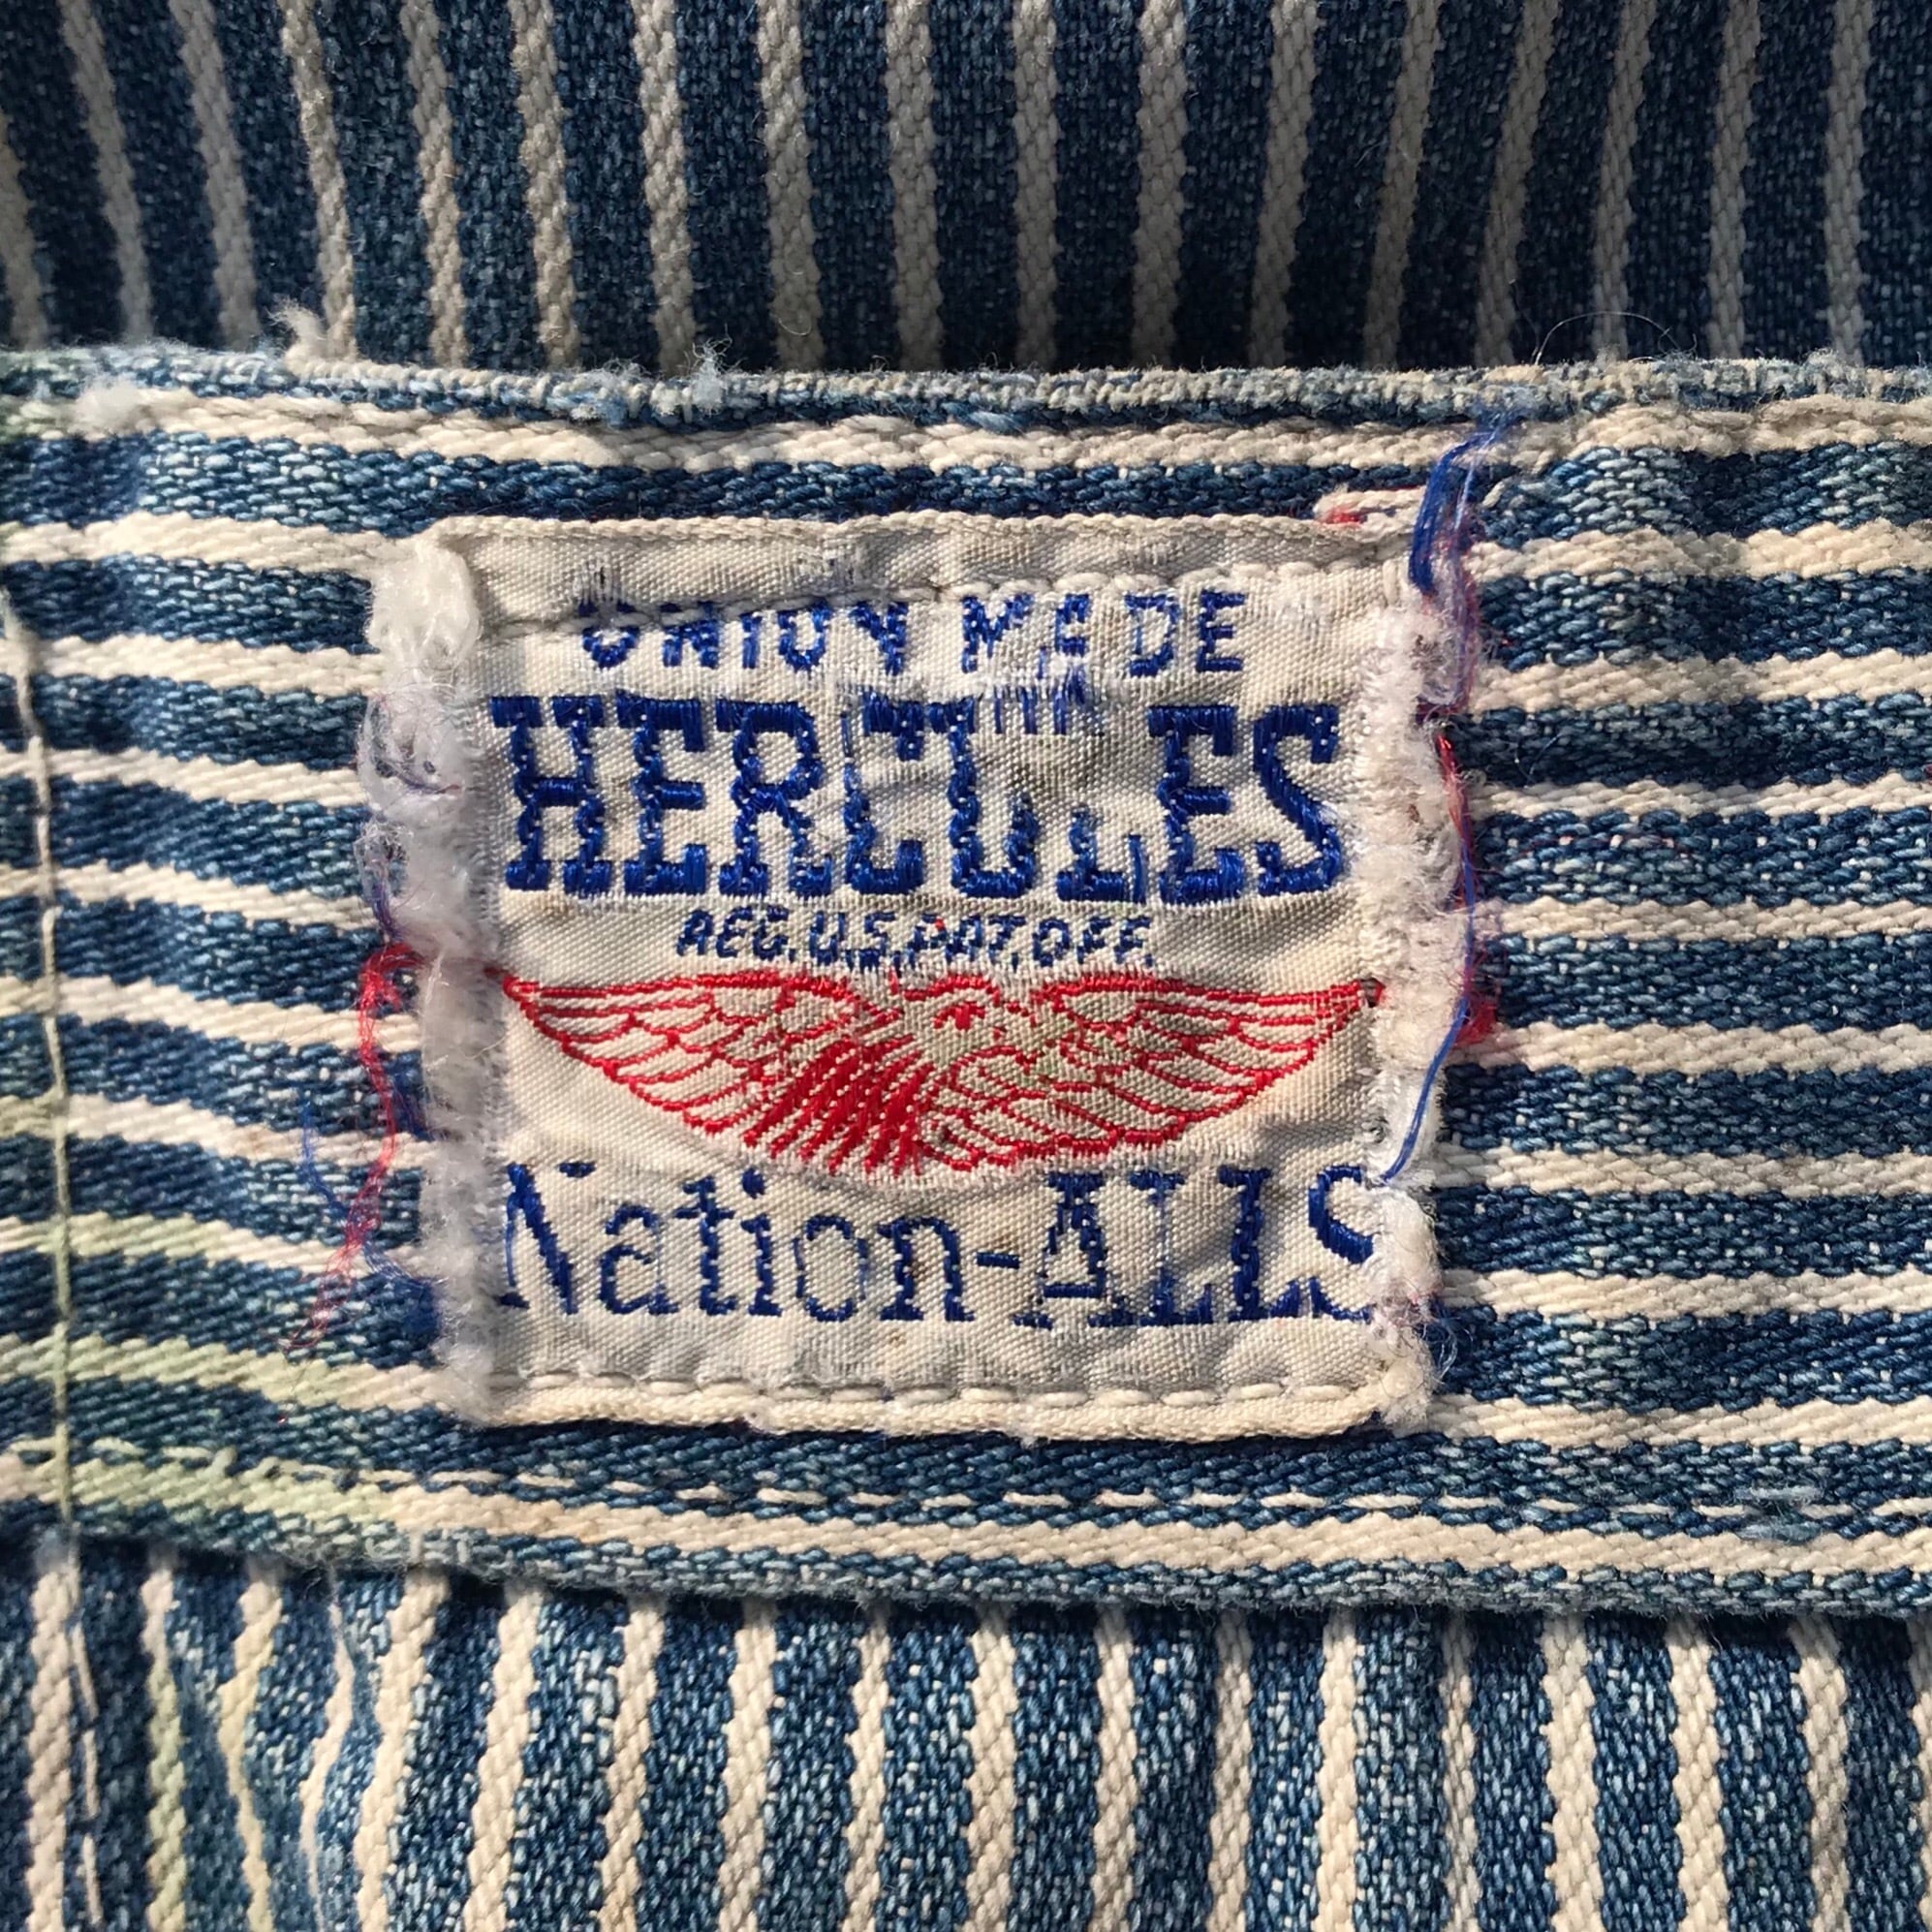 UNION MADE
HERCULES
REG.U.S.PAT.OFF.
Nation-ALLS